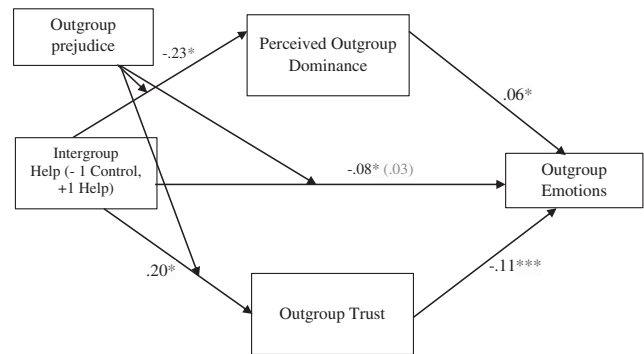 Outgroup
prejudice
-.23*
Perceived Outgroup
Dominance
.06*
Intergroup
Help (- 1 Control,
+1 Help)
-.08* (.03)
Outgroup
Emotions
.20*
Outgroup Trust
-.11***